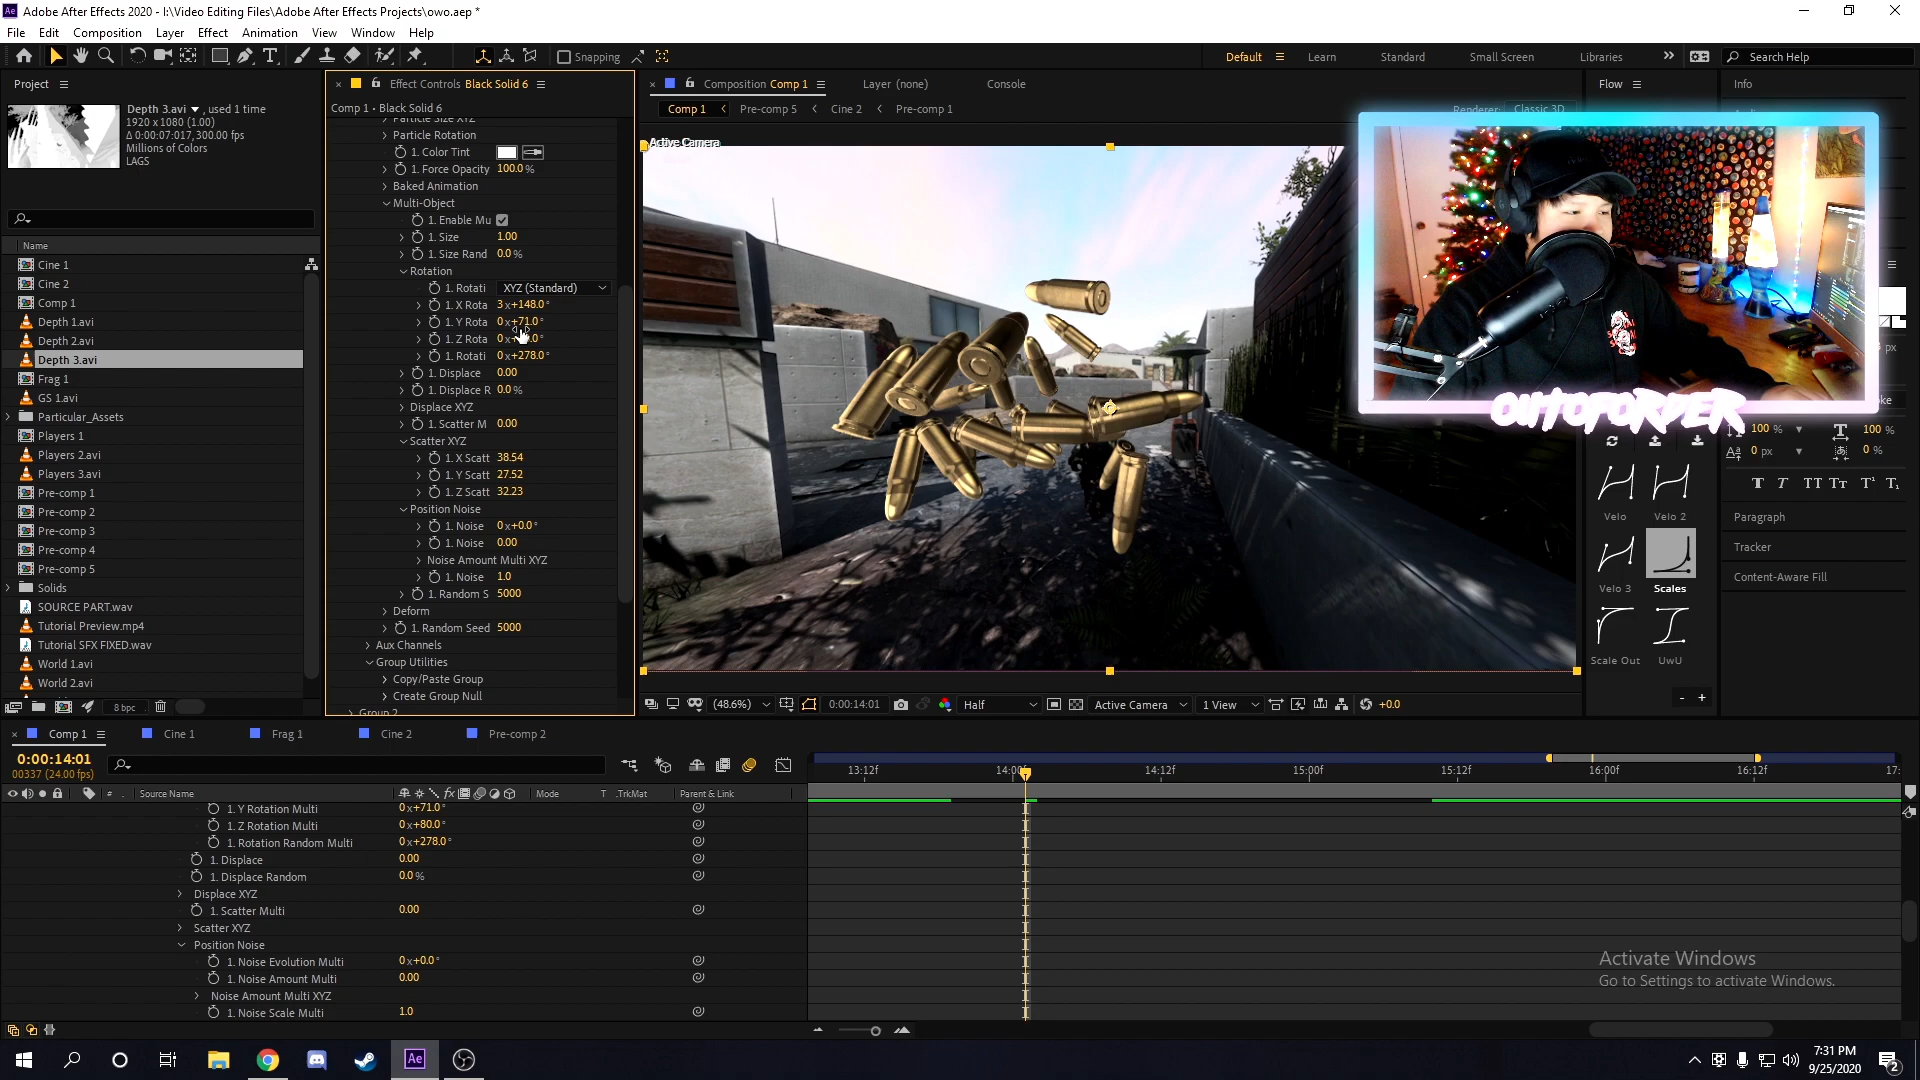 Adobe After Effects 2020 - I:\Video Editing Files\Adobe After Effects Projects\owo.aep *
File Edit Composition Layer Effect Animation View Window Help
Snapping
Default Learn Standard Small Screen Libraries Search Help
Project
Depth 3.avi , used 1 time
1920 x 1080 (1.00)
Δ 0:00:07:017, 300.00 fps
Millions of Colors
LAGS
Name
Cine 1
Cine 2
Comp 1
Depth 1.avi
Depth 2.avi
Depth 3.avi
Frag 1
GS 1.avi
Particular_Assets
Players 1
Players 2.avi
Players 3.avi
Pre-comp 1
Pre-comp 2
Pre-comp 3
Pre-comp 4
Pre-comp 5
Solids
SOURCE PART.wav
Tutorial Preview.mp4
Tutorial SFX FIXED.wav
World 1.avi
World 2.avi
8 bpc
Effect Controls Black Solid 6
Comp 1 • Black Solid 6
Particle Size XYZ
Particle Rotation
1. Color Tint
1. Force Opacity 100.0 %
Baked Animation
Multi-Object
1. Enable Mu
1. Size 1.00
1. Size Rand 0.0 %
Rotation
1. Rotati XYZ (Standard)
1. X Rota 3 x+148.0 °
1. Y Rota 0 x+71.0 °
1. Z Rota
1. Rotati 0 x+278.0 °
1. Displace 0.00
1. Displace R 0.0 %
Displace XYZ
1. Scatter M 0.00
Scatter XYZ
1. X Scatt 38.54
1. Y Scatt 27.52
1. Z Scatt 32.23
Position Noise
1. Noise 0 x+0.0 °
1. Noise 0.00
Noise Amount Multi XYZ
1. Noise 1.0
1. Random S 5000
Deform
1. Random Seed 5000
Aux Channels
Group Utilities
Copy/Paste Group
Create Group Null
Group 2
Composition Comp 1 Layer (none) Console
Comp 1 Pre-comp 5 Cine 2 Pre-comp 1
Renderer: Classic 3D
Active Camera
OUTOFORDER
(48.6%) 0:00:14:01 Half Active Camera 1 View +0.0
Flow
Info
Velo Velo 2
Velo 3 Scales
Scale Out UwU
- +
px
100 % 100 %
0 px 0 %
Paragraph
Tracker
Content-Aware Fill
Comp 1 Cine 1 Frag 1 Cine 2 Pre-comp 2
0:00:14:01
00337 (24.00 fps)
# . Source Name Mode T .TrkMat Parent & Link
13:12f 14:00f 14:12f 15:00f 15:12f 16:00f 16:12f 17:
1. Y Rotation Multi 0 x+71.0 °
1. Z Rotation Multi 0 x+80.0 °
1. Rotation Random Multi 0 x+278.0 °
1. Displace 0.00
1. Displace Random 0.0 %
Displace XYZ
1. Scatter Multi 0.00
Scatter XYZ
Position Noise
1. Noise Evolution Multi 0 x+0.0 °
1. Noise Amount Multi 0.00
Noise Amount Multi XYZ
1. Noise Scale Multi 1.0
Activate Windows
Go to Settings to activate Windows.
Ae
7:31 PM
9/25/2020
2